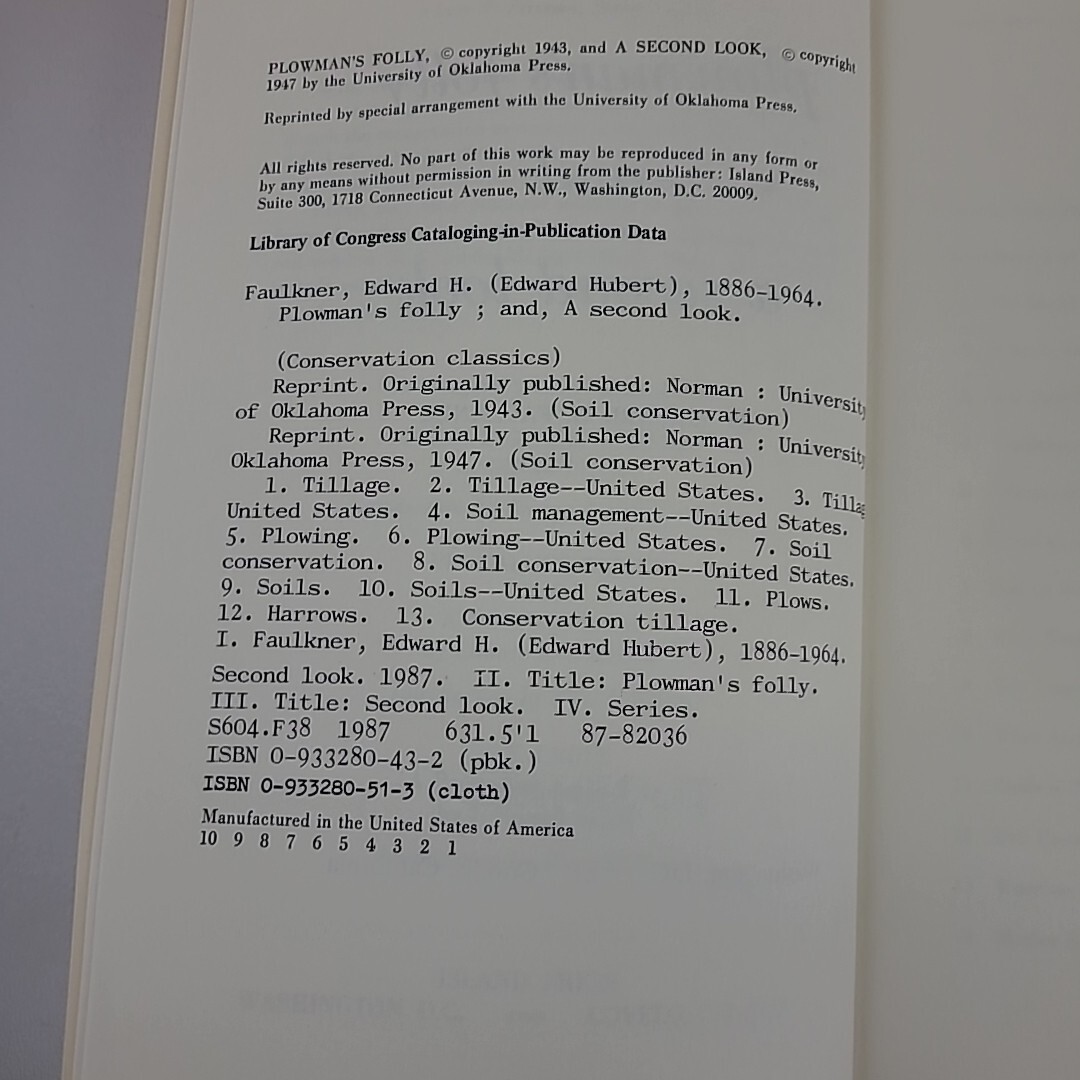 PLOWMAN'S FOLLY, © copyright 1943, and A SECOND LOOK, © copyright
1947 by the University of Oklahoma Press.
Reprinted by special arrangement with the University of Oklahoma Press.
All rights reserved. No part of this work may be reproduced in any form or
by any means without permission in writing from the publisher: Island Press,
Suite 300, 1718 Connecticut Avenue, N.W., Washington, D.C. 20009.
Library of Congress Cataloging-in-Publication Data
Faulkner, Edward H. (Edward Hubert), 1886-1964.
Plowman's folly ; and, A second look.
(Conservation classics)
Reprint. Originally published: Norman : University
of Oklahoma Press, 1943. (Soil conservation)
Reprint. Originally published: Norman : University
Oklahoma Press, 1947. (Soil conservation)
1. Tillage. 2. Tillage--United States. 3. Tillag
United States. 4. Soil management--United States.
5. Plowing. 6. Plowing--United States. 7. Soil
conservation. 8. Soil conservation--United States.
9. Soils. 10. Soils--United States. 11. Plows.
12. Harrows. 13. Conservation tillage.
I. Faulkner, Edward H. (Edward Hubert), 1886-1964.
Second look. 1987. II. Title: Plowman's folly.
III. Title: Second look. IV. Series.
S604.F38 1987 631.5'1 87-82036
ISBN 0-933280-43-2 (pbk.)
ISBN 0-933280-51-3 (cloth)
Manufactured in the United States of America
10 9 8 7 6 5 4 3 2 1